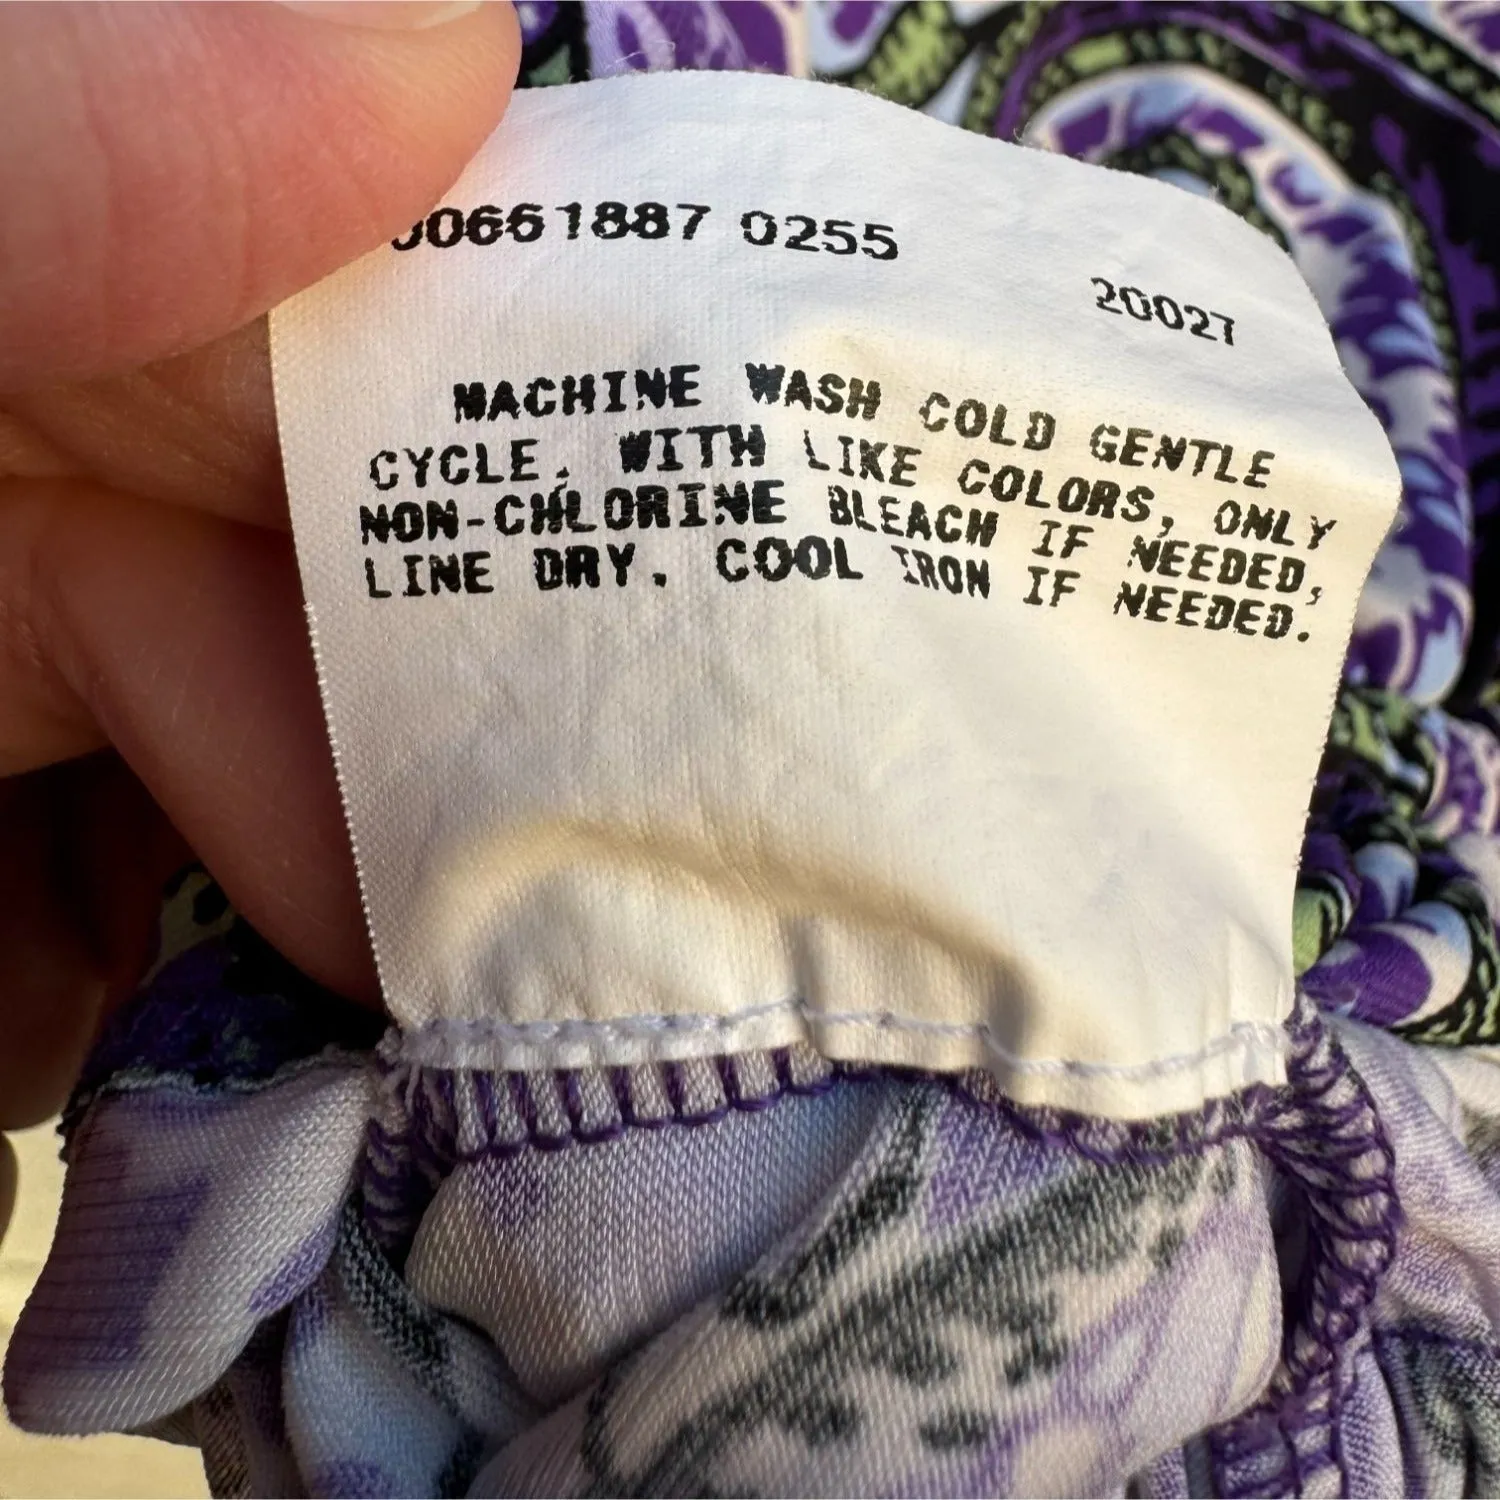 00661887 0255
20027
MACHINE WASH COLD GENTLE
CYCLE. WITH LIKE COLORS, ONLY
NON-CHLORINE BLEACH IF NEEDED,
LINE DRY. COOL IRON IF NEEDED.